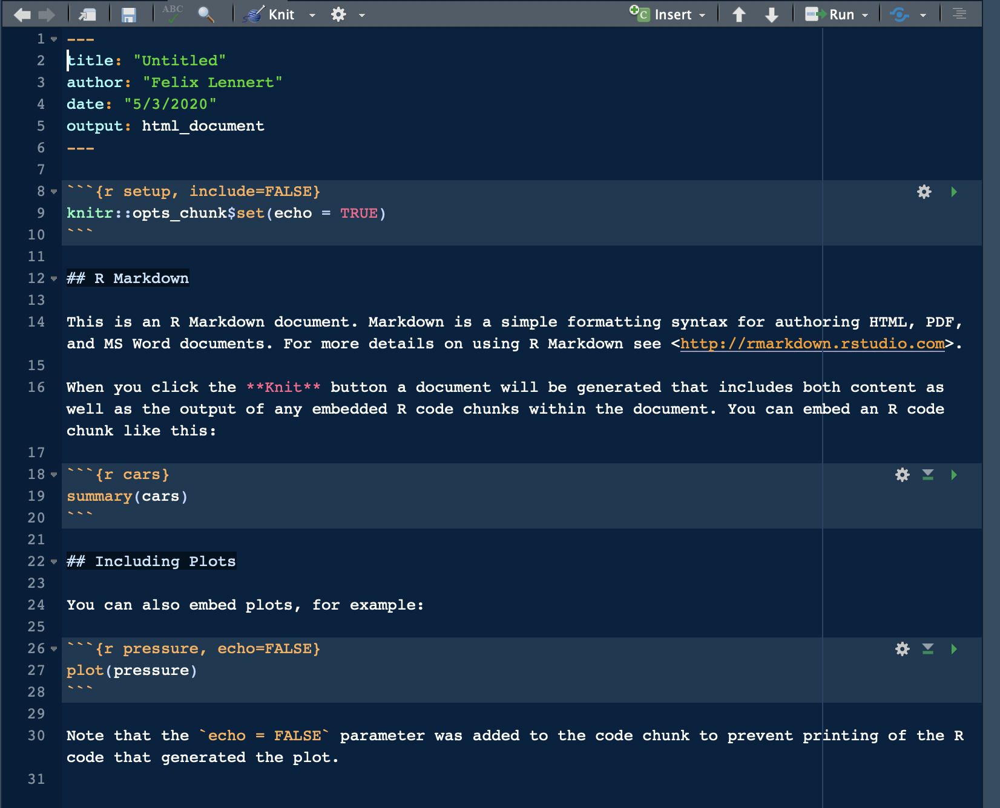 ABC Knit Insert Run
1 ---
2 title: "Untitled"
3 author: "Felix Lennert"
4 date: "5/3/2020"
5 output: html_document
6 ---
7
8 ```{r setup, include=FALSE}
9 knitr::opts_chunk$set(echo = TRUE)
10 ```
11
12 ## R Markdown
13
14 This is an R Markdown document. Markdown is a simple formatting syntax for authoring HTML, PDF,
and MS Word documents. For more details on using R Markdown see <http://rmarkdown.rstudio.com>.
15
16 When you click the **Knit** button a document will be generated that includes both content as
well as the output of any embedded R code chunks within the document. You can embed an R code
chunk like this:
17
18 ```{r cars}
19 summary(cars)
20 ```
21
22 ## Including Plots
23
24 You can also embed plots, for example:
25
26 ```{r pressure, echo=FALSE}
27 plot(pressure)
28 ```
29
30 Note that the `echo = FALSE` parameter was added to the code chunk to prevent printing of the R
code that generated the plot.
31